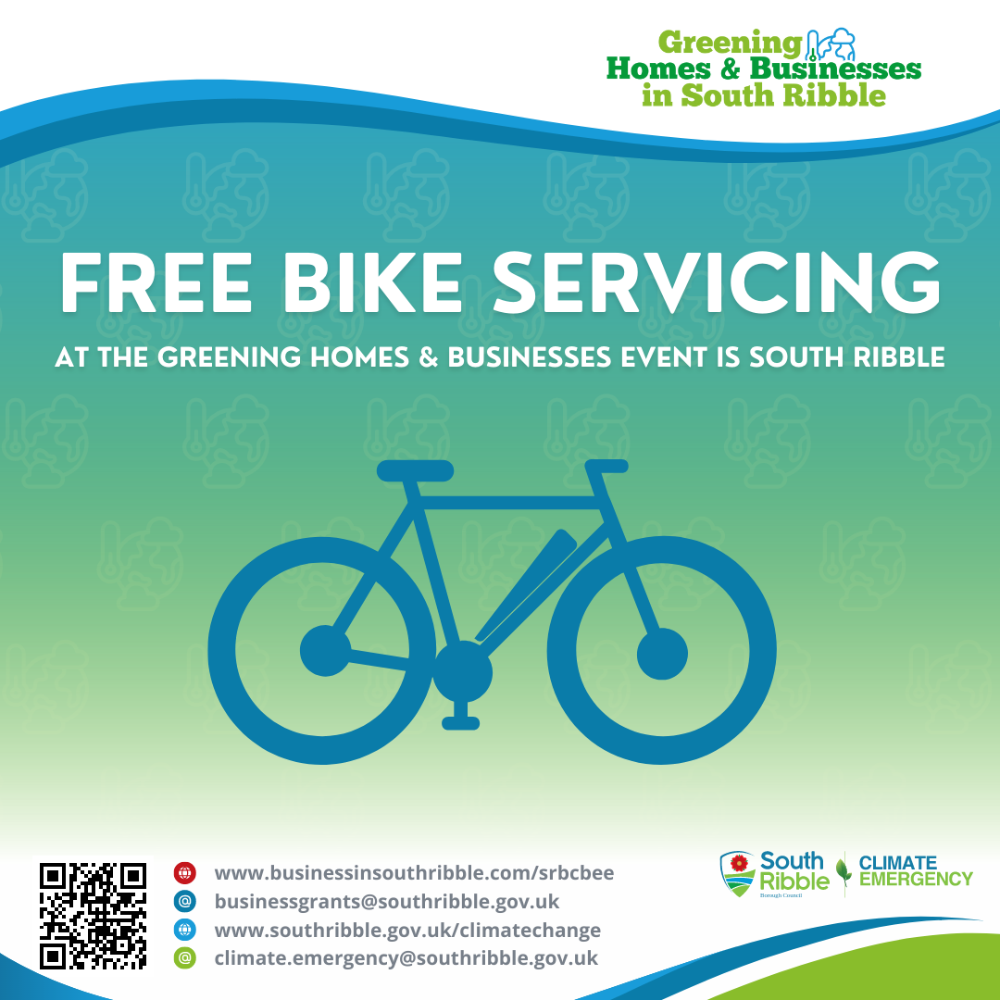 Greening
Homes & Businesses
in South Ribble
FREE BIKE SERVICING
AT THE GREENING HOMES & BUSINESSES EVENT IS SOUTH RIBBLE
www.businessinsouthribble.com/srbcbee
@ businessgrants@southribble.gov.uk
www.southribble.gov.uk/climatechange
@ climate.emergency@southribble.gov.uk
South
Ribble
Borough Council
CLIMATE
EMERGENCY